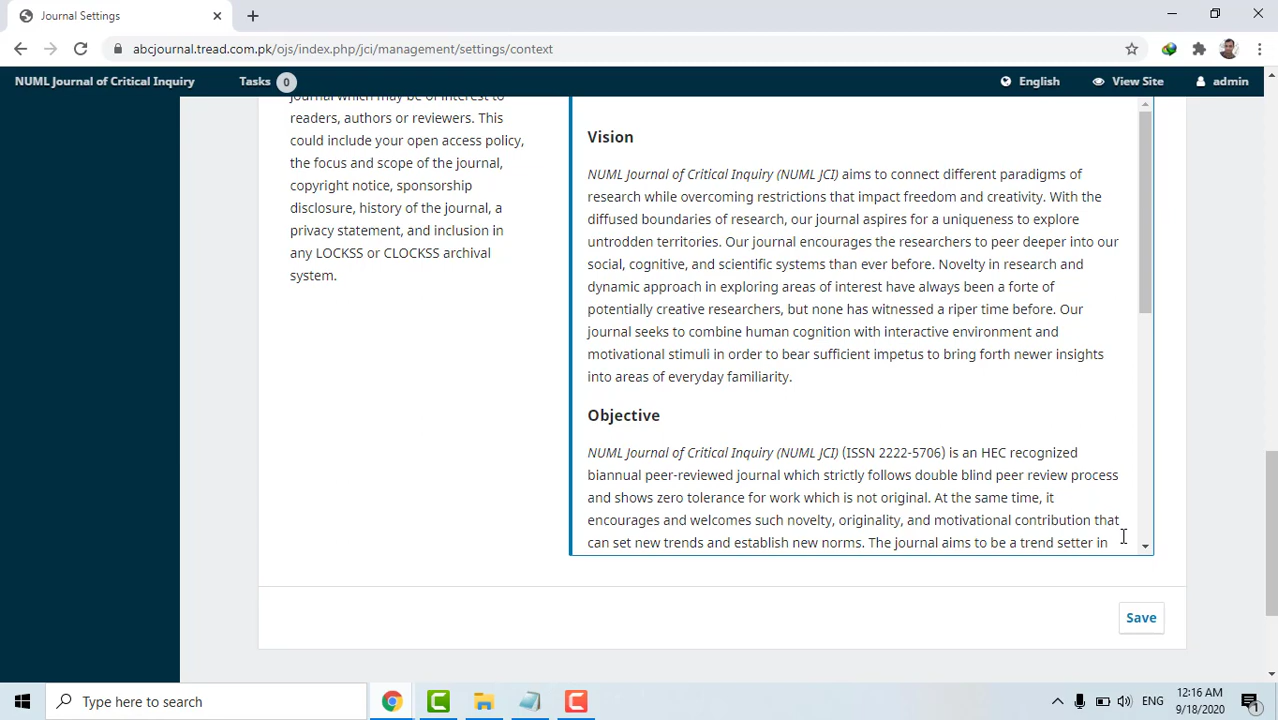 Journal Settings
abcjournal.tread.com.pk/ojs/index.php/jci/management/settings/context
NUML Journal of Critical Inquiry
Tasks 0
English
View Site
admin
journal which may be of interest to
readers, authors or reviewers. This
could include your open access policy,
the focus and scope of the journal,
copyright notice, sponsorship
disclosure, history of the journal, a
privacy statement, and inclusion in
any LOCKSS or CLOCKSS archival
system.
Vision
NUML Journal of Critical Inquiry (NUML JCI) aims to connect different paradigms of
research while overcoming restrictions that impact freedom and creativity. With the
diffused boundaries of research, our journal aspires for a uniqueness to explore
untrodden territories. Our journal encourages the researchers to peer deeper into our
social, cognitive, and scientific systems than ever before. Novelty in research and
dynamic approach in exploring areas of interest have always been a forte of
potentially creative researchers, but none has witnessed a riper time before. Our
journal seeks to combine human cognition with interactive environment and
motivational stimuli in order to bear sufficient impetus to bring forth newer insights
into areas of everyday familiarity.
Objective
NUML Journal of Critical Inquiry (NUML JCI) (ISSN 2222-5706) is an HEC recognized
biannual peer-reviewed journal which strictly follows double blind peer review process
and shows zero tolerance for work which is not original. At the same time, it
encourages and welcomes such novelty, originality, and motivational contribution that
can set new trends and establish new norms. The journal aims to be a trend setter in
Save
Type here to search
ENG
12:16 AM
9/18/2020
1